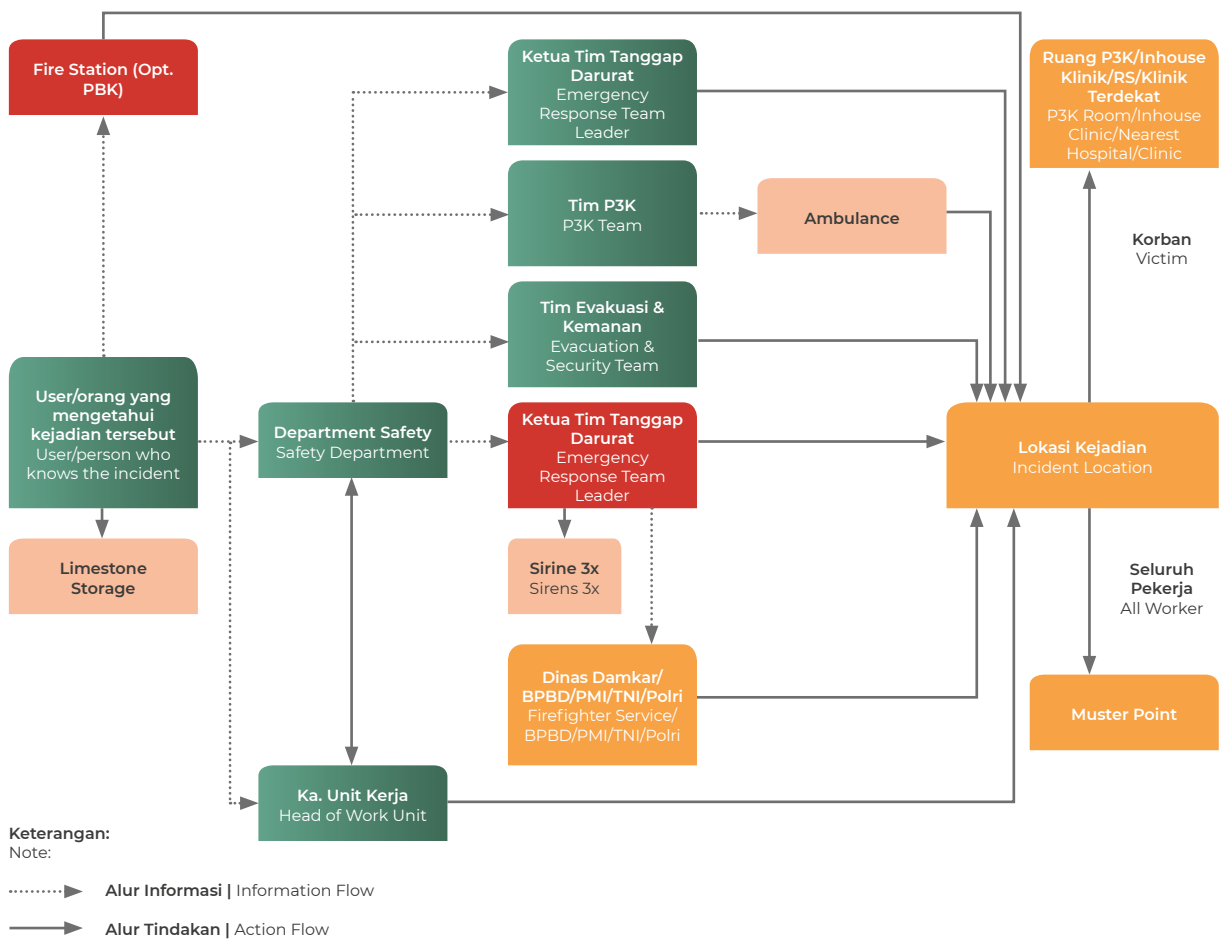 Fire Station (Opt.
PBK)
Ketua Tim Tanggap
Darurat
Emergency
Response Team
Leader
Ruang P3K/Inhouse
Klinik/RS/Klinik
Terdekat
P3K Room/Inhouse
Clinic/Nearest
Hospital/Clinic
Tim P3K
P3K Team
Ambulance
Korban
Victim
Tim Evakuasi &
Kemanan
Evacuation &
Security Team
User/orang yang
mengetahui
kejadian tersebut
User/person who
knows the incident
Department Safety
Safety Department
Ketua Tim Tanggap
Darurat
Emergency
Response Team
Leader
Lokasi Kejadian
Incident Location
Limestone
Storage
Sirine 3x
Sirens 3x
Seluruh
Pekerja
All Worker
Dinas Damkar/
BPBD/PMI/TNI/Polri
Firefighter Service/
BPBD/PMI/TNI/Polri
Muster Point
Ka. Unit Kerja
Head of Work Unit
Keterangan:
Note:
Alur Informasi | Information Flow
Alur Tindakan | Action Flow